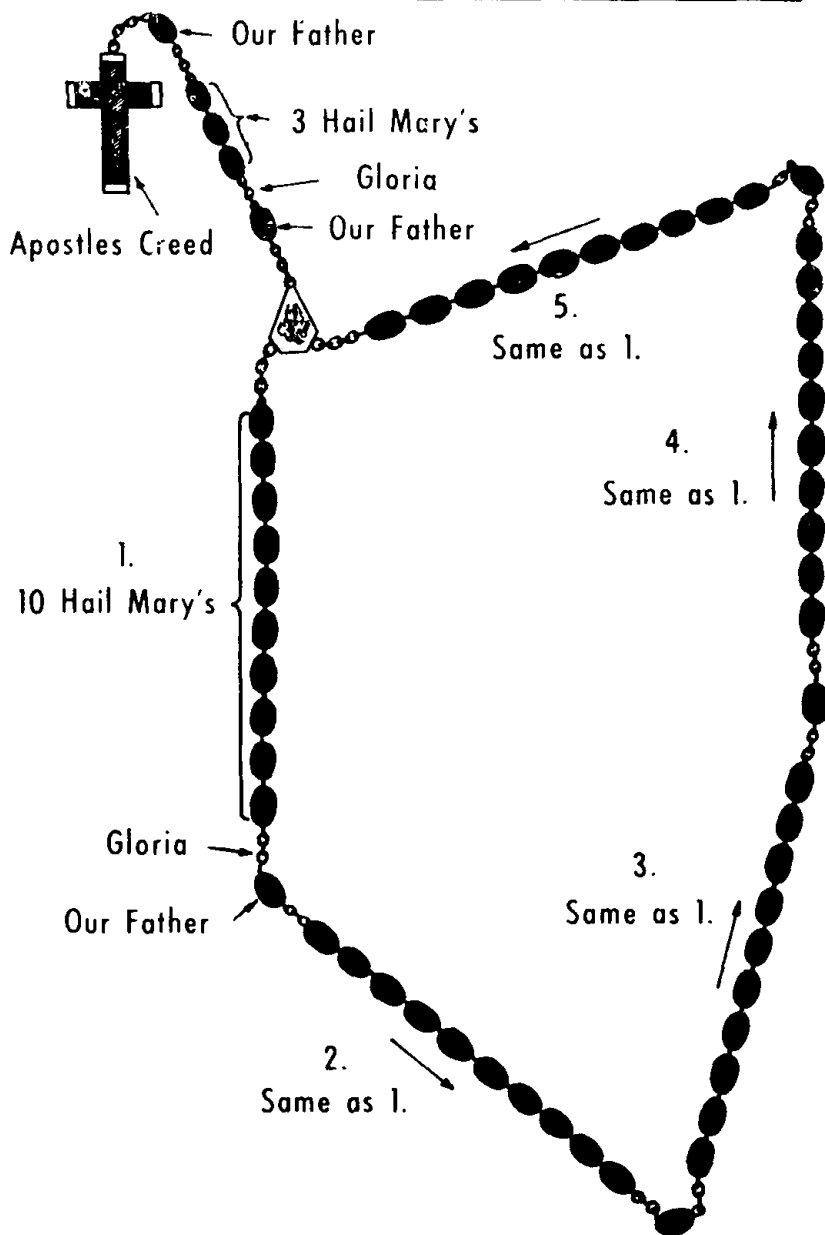 Our Father
3 Hail Mary's
Gloria
Our Father
Apostles Creed
5.
Same as 1.
4.
Same as 1.
1.
10 Hail Mary's
Gloria
Our Father
3.
Same as 1.
2.
Same as 1.